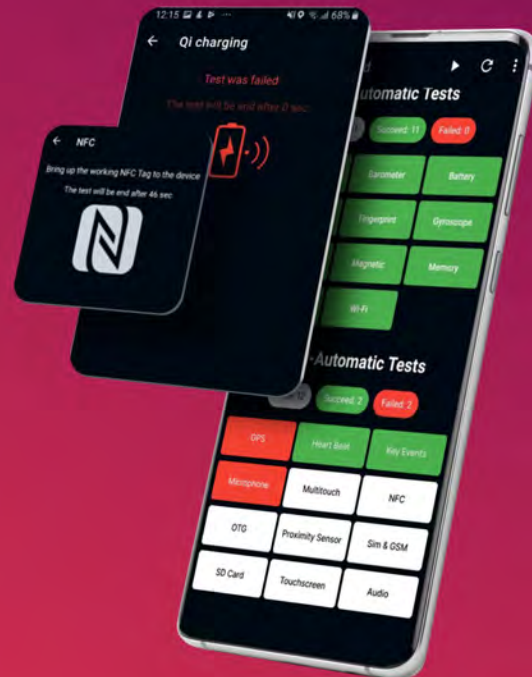 12:15 68%
Qi charging
Test was failed
The test will be end after 0 sec
NFC
Bring up the working NFC Tag to the device
The test will be end after 46 sec
Succeed: 11 Failed: 0
Barometer Battery
Fingerprint Gyroscope
Magnetic Memory
Wi-Fi
-Automatic Tests
12 Succeed: 2 Failed: 2
GPS Heart Beat Key Events
Microphone Multitouch NFC
OTG Proximity Sensor Sim & GSM
SD Card Touchscreen Audio